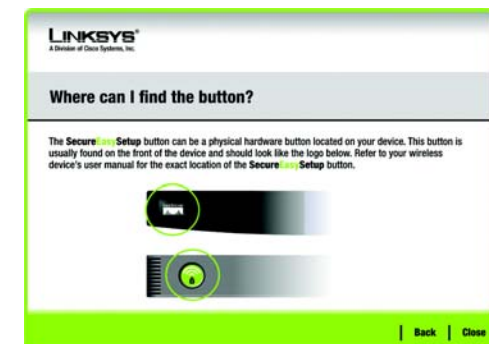 LINKSYS®
A Division of Cisco Systems, Inc.
Where can I find the button?
The SecureEasySetup button can be a physical hardware button located on your device. This button is
usually found on the front of the device and should look like the logo below. Refer to your wireless
device's user manual for the exact location of the SecureEasySetup button.
Back
Close